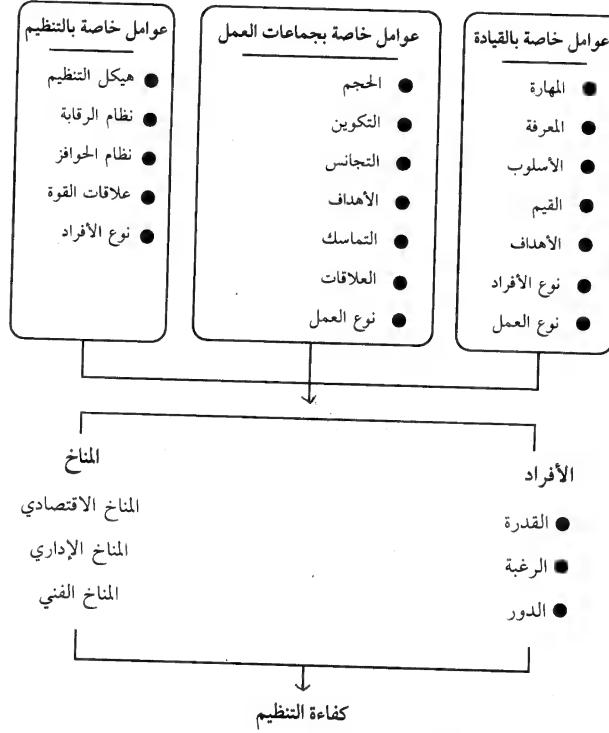 عوامل خاصة بالقيادة
● المهارة
● المعرفة
● الأسلوب
● القيم
● الأهداف
● نوع الأفراد
● نوع العمل
عوامل خاصة بجماعات العمل
● الحجم
● التكوين
● التجانس
● الأهداف
● التماسك
● العلاقات
● نوع العمل
عوامل خاصة بالتنظيم
● هيكل التنظيم
● نظام الرقابة
● نظام الحوافز
● علاقات القوة
● نوع الأفراد
الأفراد
● القدرة
● الرغبة
● الدور
المناخ
المناخ الاقتصادي
المناخ الإداري
المناخ الفني
كفاءة التنظيم